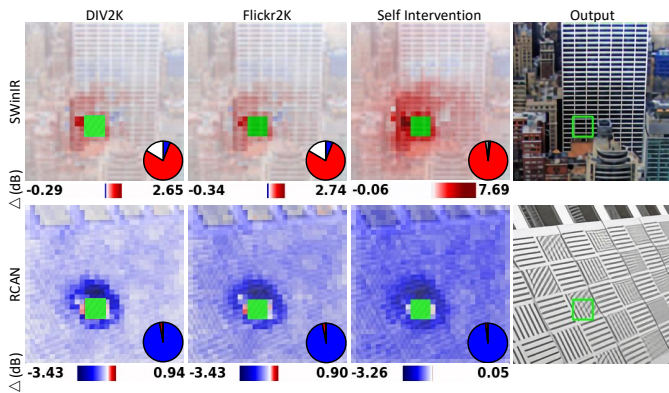 DIV2K Flickr2K Self Intervention Output
SWinIR
△ (dB) -0.29 2.65 -0.34 2.74 -0.06 7.69
RCAN
△ (dB) -3.43 0.94 -3.43 0.90 -3.26 0.05